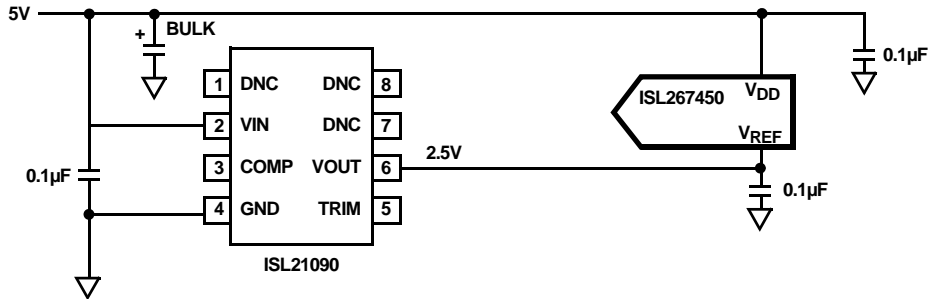 5V
+
BULK
1 DNC DNC 8
2 VIN DNC 7
3 COMP VOUT 6
4 GND TRIM 5
ISL21090
0.1µF
2.5V
ISL267450
VDD
VREF
0.1µF
0.1µF